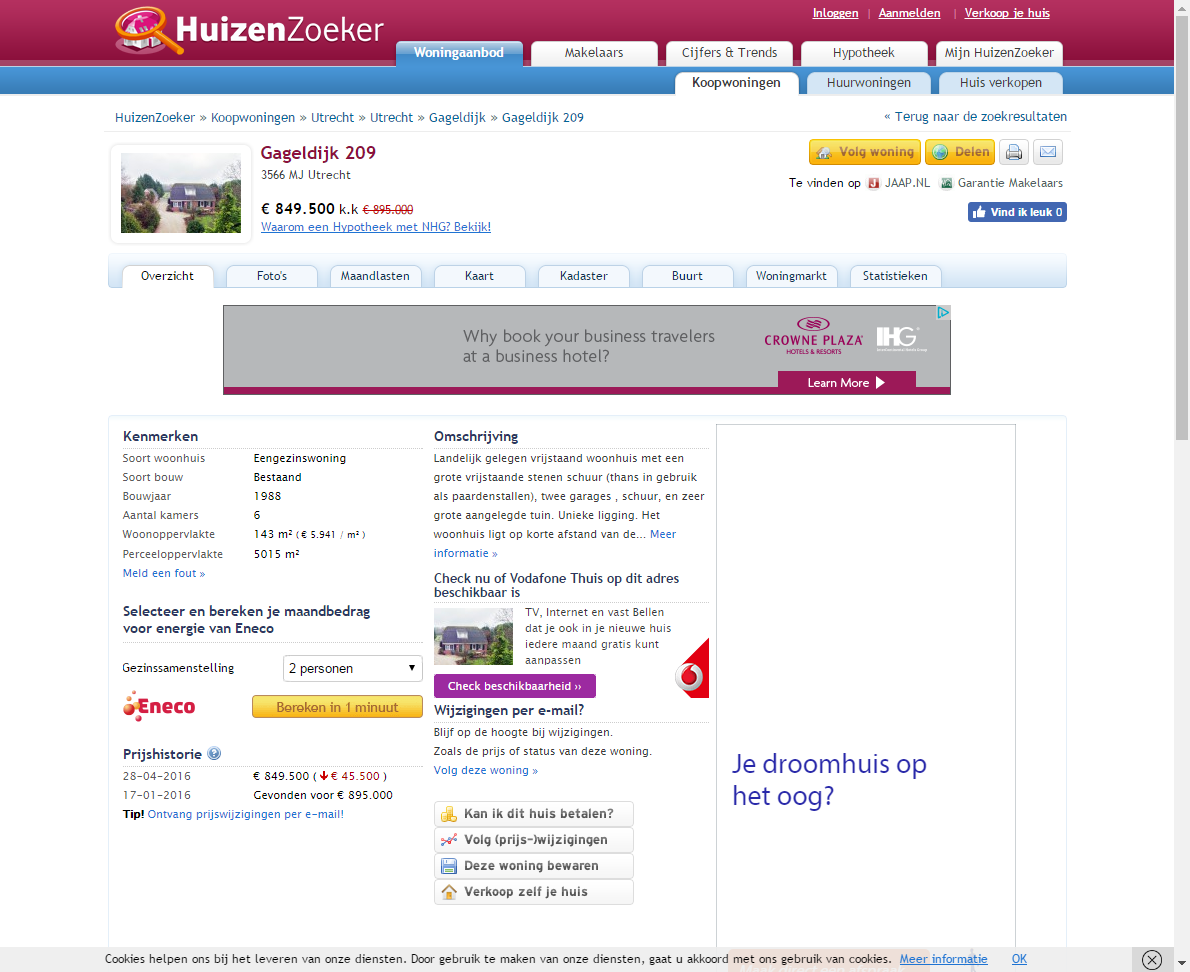 Inloggen | Aanmelden | Verkoop je huis
HuizenZoeker
Woningaanbod Makelaars Cijfers & Trends Hypotheek Mijn HuizenZoeker
Koopwoningen Huurwoningen Huis verkopen
HuizenZoeker » Koopwoningen » Utrecht » Utrecht » Gageldijk » Gageldijk 209
« Terug naar de zoekresultaten
Gageldijk 209
3566 MJ Utrecht
€ 849.500 k.k € 895.000
Waarom een Hypotheek met NHG? Bekijk!
Volg woning Delen
Te vinden op JAAP.NL Garantie Makelaars
Vind ik leuk 0
Overzicht Foto's Maandlasten Kaart Kadaster Buurt Woningmarkt Statistieken
Why book your business travelers
at a business hotel?
CROWNE PLAZA
HOTELS & RESORTS
IHG
Learn More
Kenmerken
Soort woonhuis Eengezinswoning
Soort bouw Bestaand
Bouwjaar 1988
Aantal kamers 6
Woonoppervlakte 143 m² ( € 5.941 / m² )
Perceeloppervlakte 5015 m²
Meld een fout »
Selecteer en bereken je maandbedrag
voor energie van Eneco
Gezinssamenstelling 2 personen
Eneco Bereken in 1 minuut
Prijshistorie ?
28-04-2016 € 849.500 ( € 45.500 )
17-01-2016 Gevonden voor € 895.000
Tip! Ontvang prijswijzigingen per e-mail!
Omschrijving
Landelijk gelegen vrijstaand woonhuis met een
grote vrijstaande stenen schuur (thans in gebruik
als paardenstallen), twee garages , schuur, en zeer
grote aangelegde tuin. Unieke ligging. Het
woonhuis ligt op korte afstand van de... Meer
informatie »
Check nu of Vodafone Thuis op dit adres
beschikbaar is
TV, Internet en vast Bellen
dat je ook in je nieuwe huis
iedere maand gratis kunt
aanpassen
Check beschikbaarheid ››
Wijzigingen per e-mail?
Blijf op de hoogte bij wijzigingen.
Zoals de prijs of status van deze woning.
Volg deze woning »
Kan ik dit huis betalen?
Volg (prijs-)wijzigingen
Deze woning bewaren
Verkoop zelf je huis
Je droomhuis op
het oog?
Cookies helpen ons bij het leveren van onze diensten. Door gebruik te maken van onze diensten, gaat u akkoord met ons gebruik van cookies. Meer informatie OK